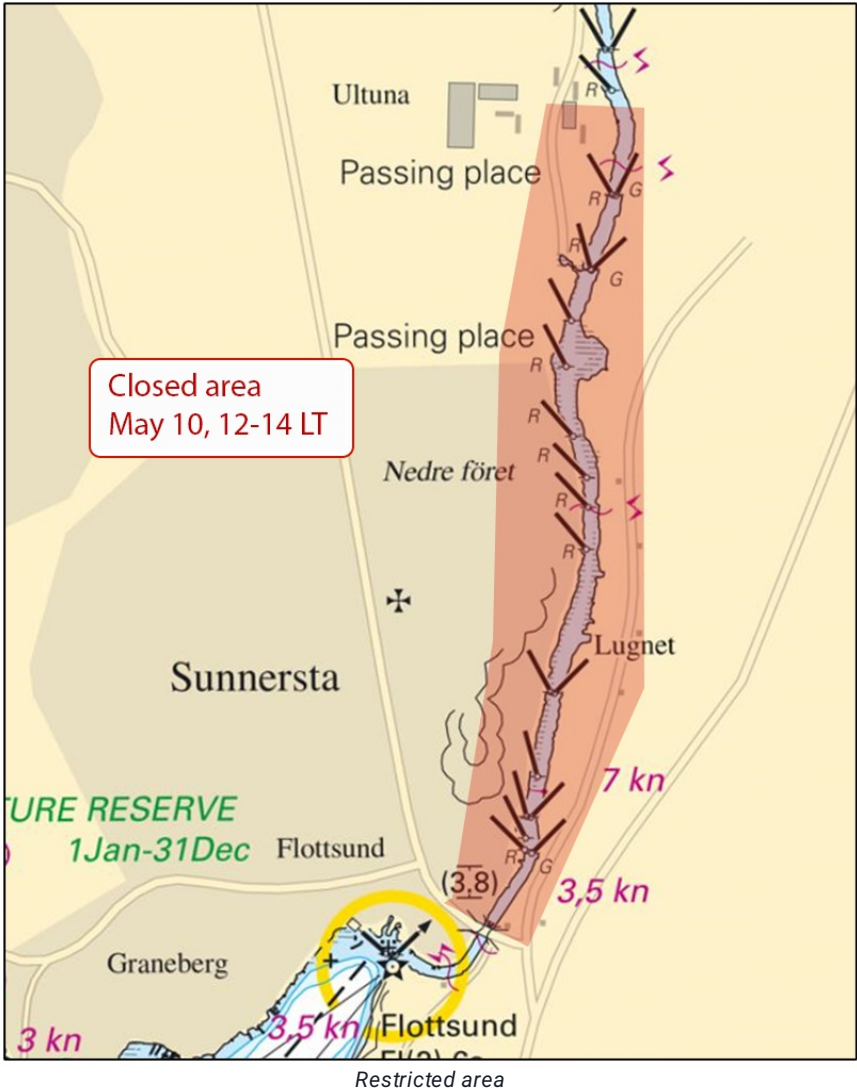 R
Ultuna
Passing place
R
G
R
G
Passing place
R
Closed area
May 10, 12-14 LT
R
R
Nedre föret
R
R
Lugnet
Sunnersta
7 kn
TURE RESERVE
1Jan-31Dec
Flottsund
R
G
(3.8)
3,5 kn
Graneberg
3,5 kn
Flottsund
3 kn
Restricted area